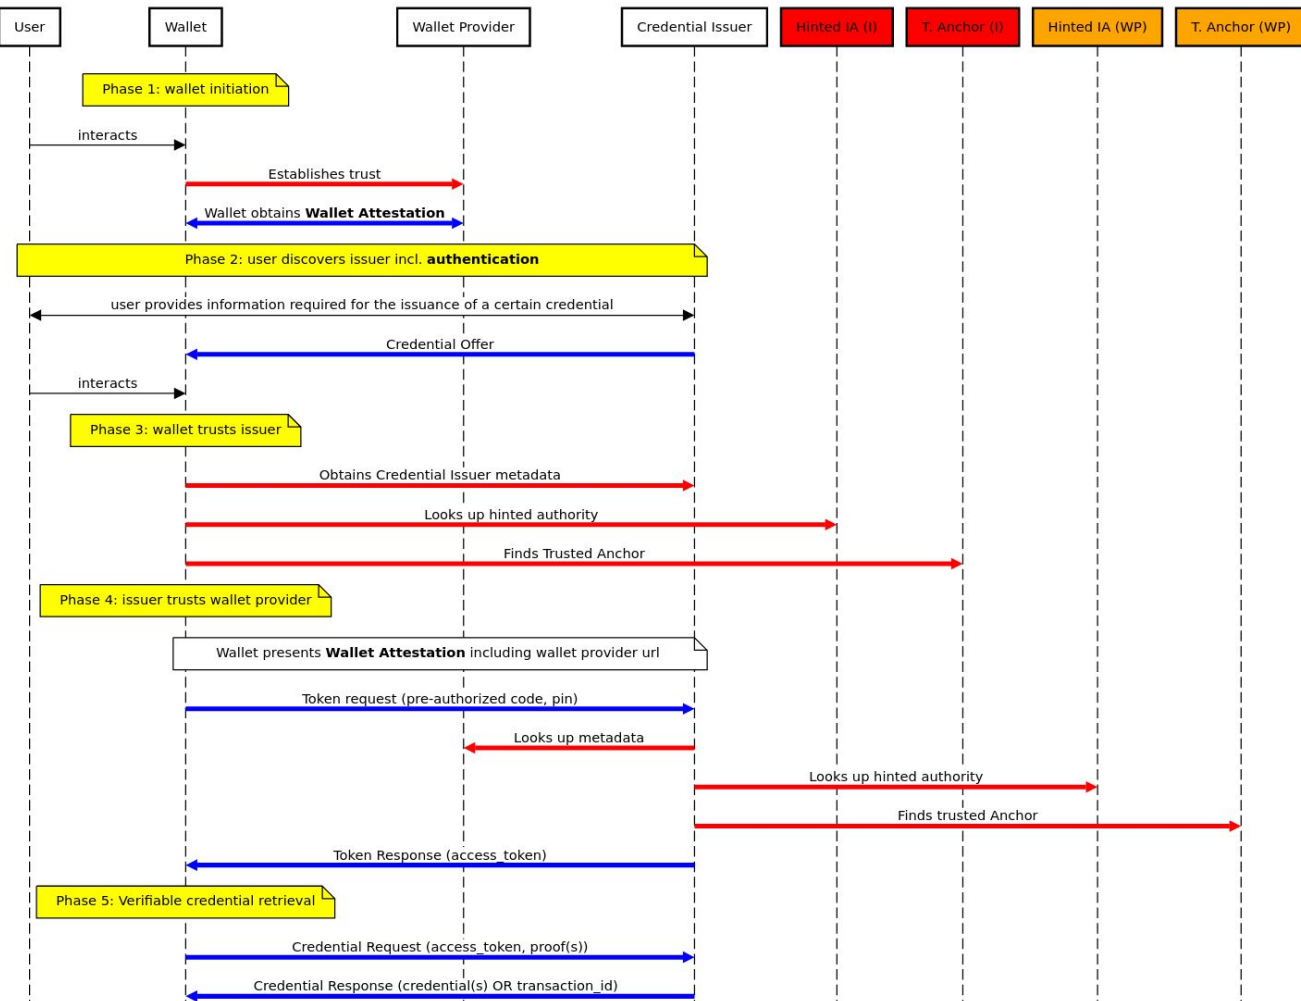 User
Wallet
Wallet Provider
Credential Issuer
Hinted IA (I)
T. Anchor (I)
Hinted IA (WP)
T. Anchor (WP)
Phase 1: wallet initiation
interacts
Establishes trust
Wallet obtains Wallet Attestation
Phase 2: user discovers issuer incl. authentication
user provides information required for the issuance of a certain credential
Credential Offer
interacts
Phase 3: wallet trusts issuer
Obtains Credential Issuer metadata
Looks up hinted authority
Finds Trusted Anchor
Phase 4: issuer trusts wallet provider
Wallet presents Wallet Attestation including wallet provider url
Token request (pre-authorized code, pin)
Looks up metadata
Looks up hinted authority
Finds trusted Anchor
Token Response (access_token)
Phase 5: Verifiable credential retrieval
Credential Request (access_token, proof(s))
Credential Response (credential(s) OR transaction_id)